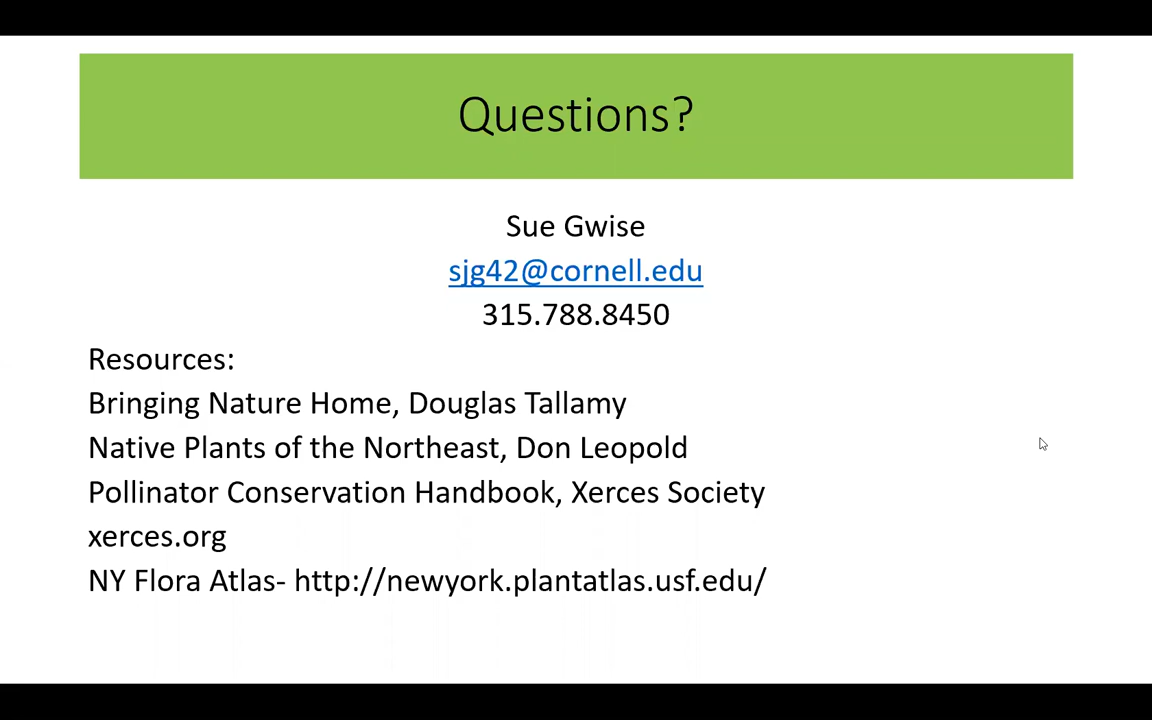 Questions?
Sue Gwise
sjg42@cornell.edu
315.788.8450
Resources:
Bringing Nature Home, Douglas Tallamy
Native Plants of the Northeast, Don Leopold
Pollinator Conservation Handbook, Xerces Society
xerces.org
NY Flora Atlas- http://newyork.plantatlas.usf.edu/